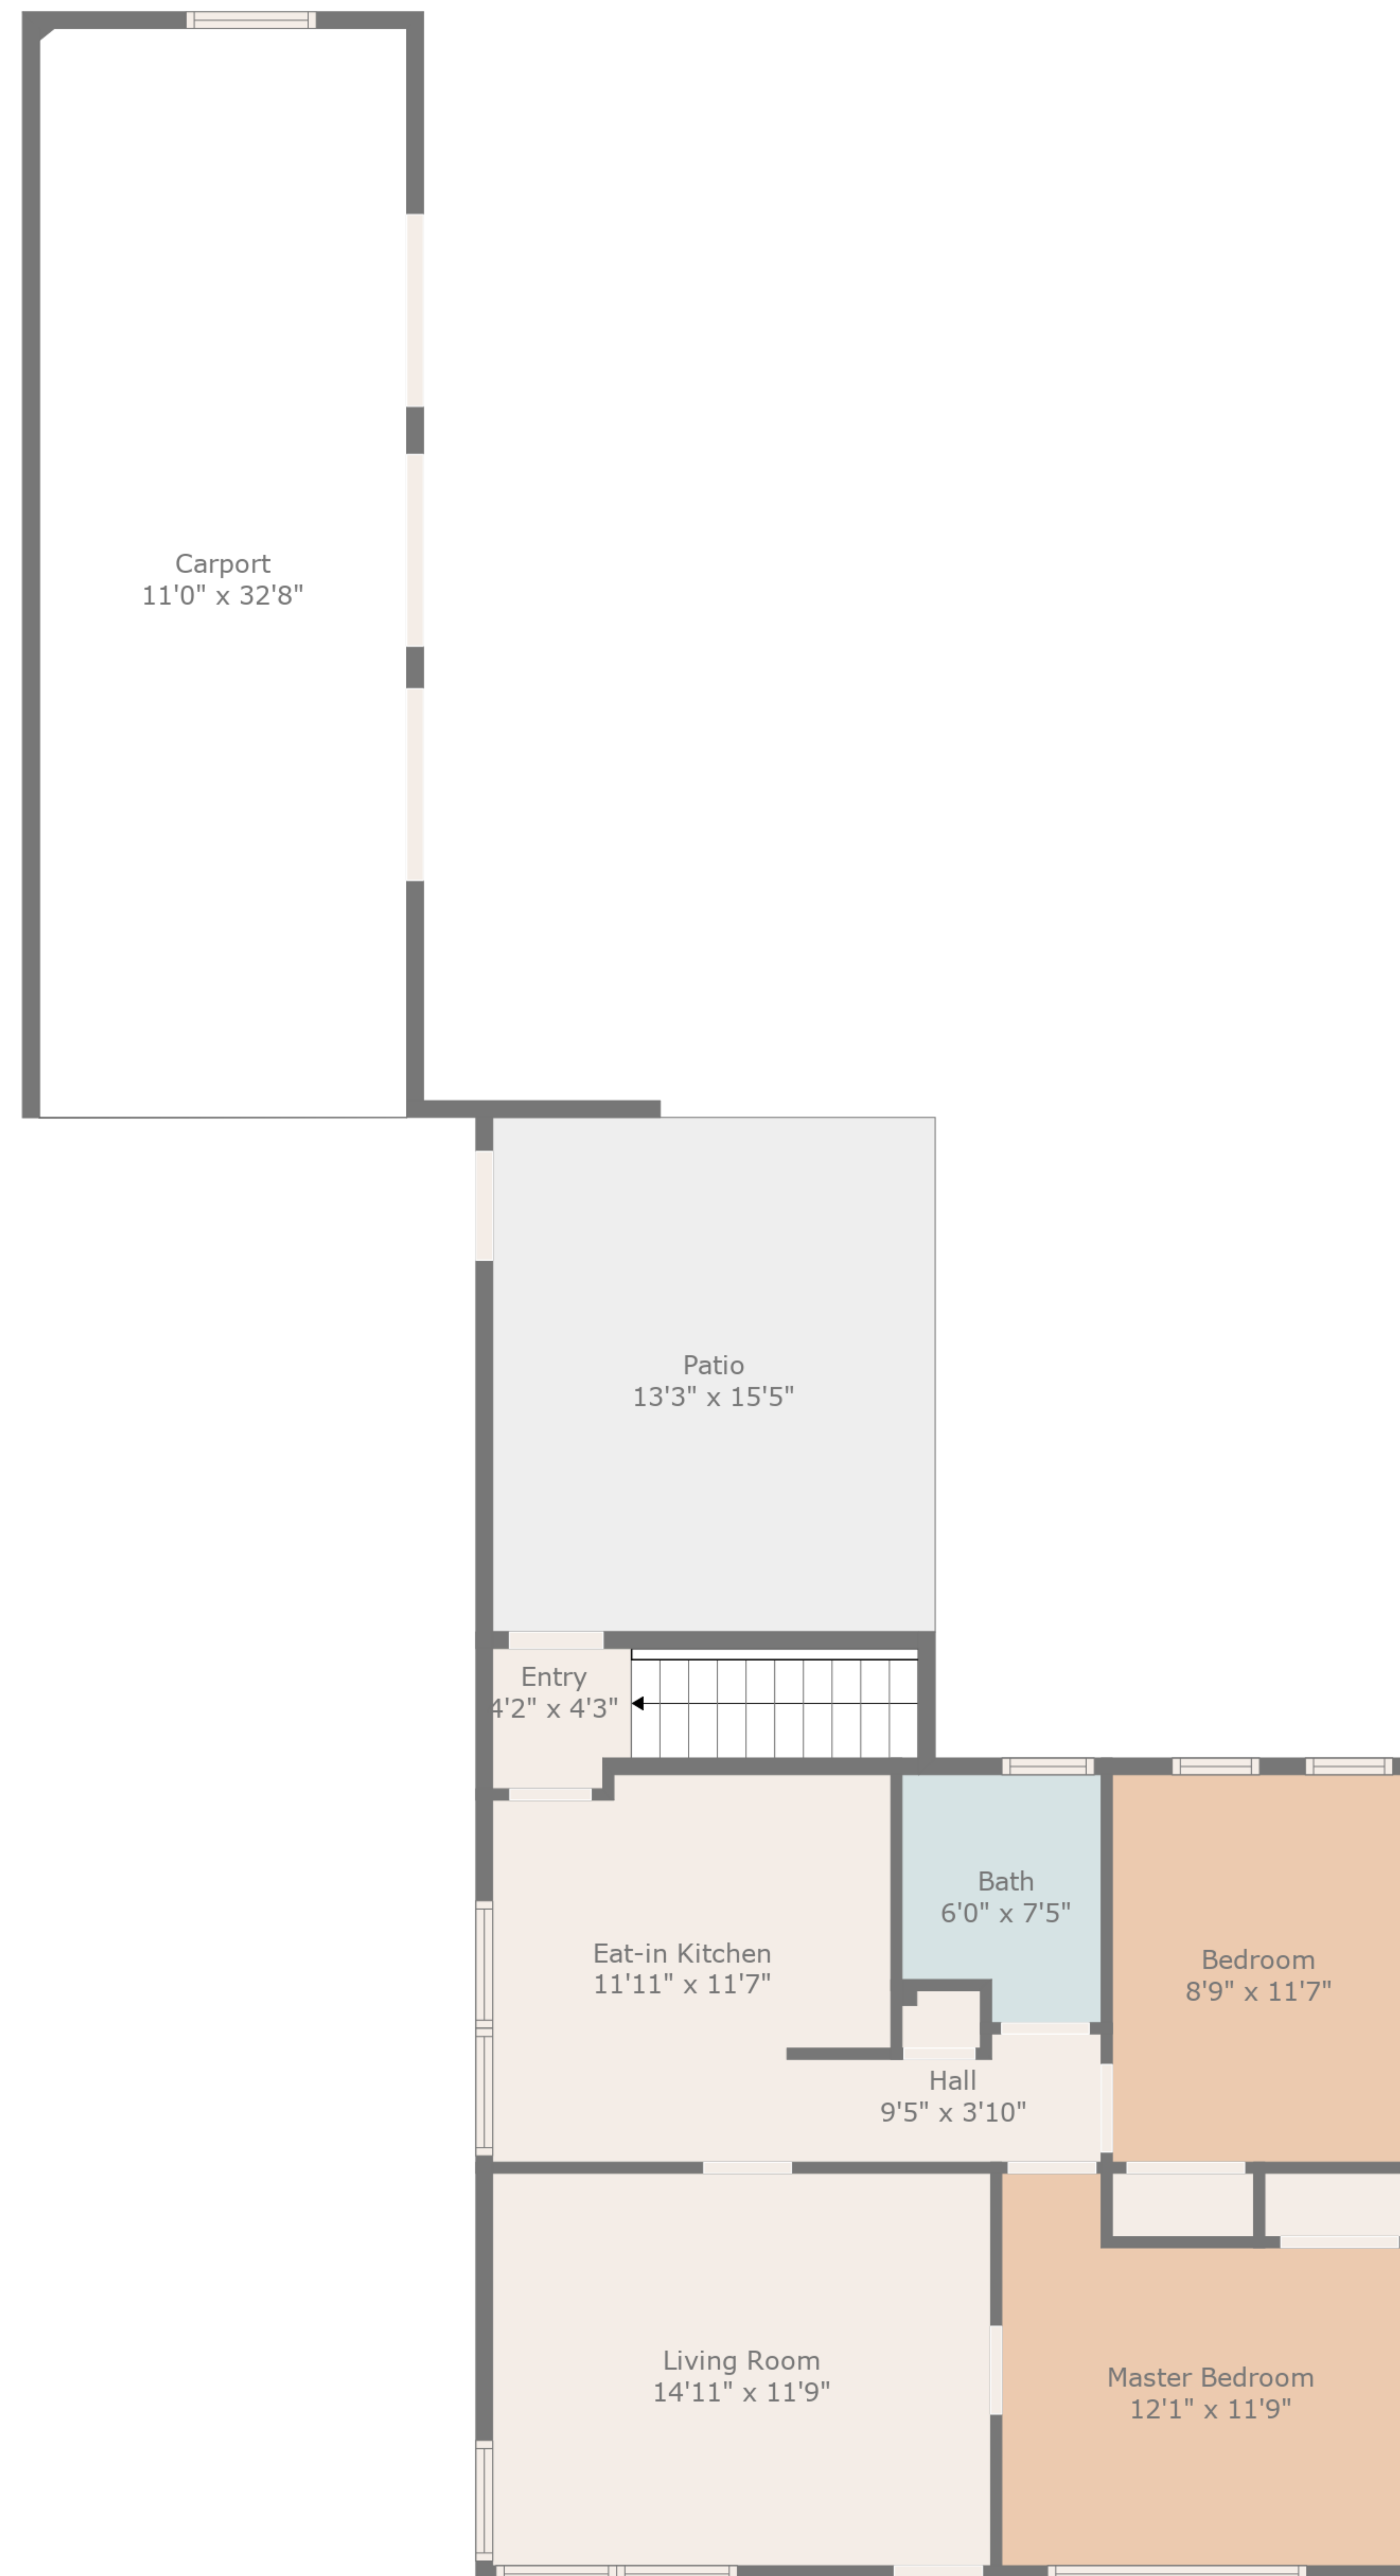 Carport
11'0" x 32'8"
Patio
13'3" x 15'5"
Entry
4'2" x 4'3"
Bath
6'0" x 7'5"
Eat-in Kitchen
11'11" x 11'7"
Bedroom
8'9" x 11'7"
Hall
9'5" x 3'10"
Living Room
14'11" x 11'9"
Master Bedroom
12'1" x 11'9"